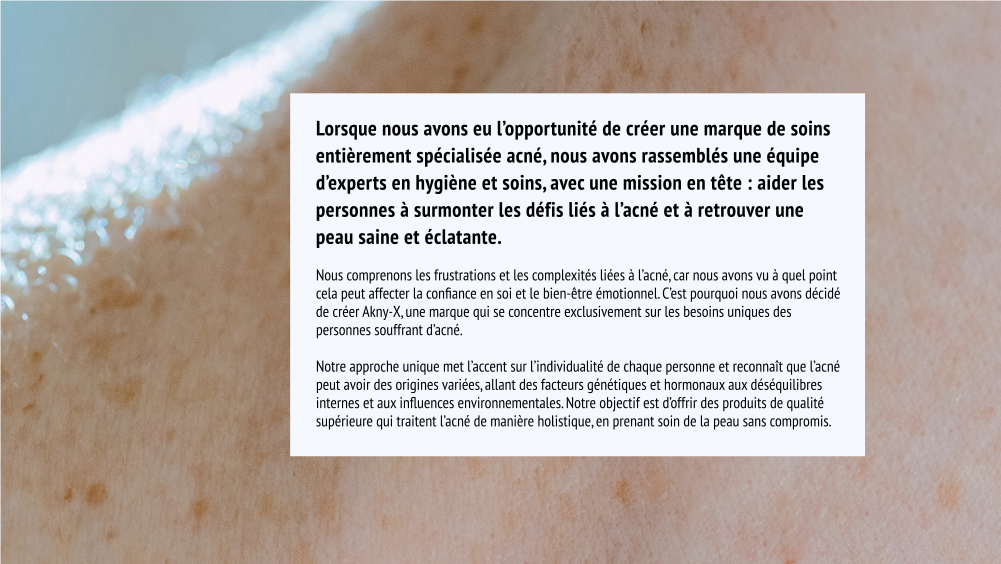 Lorsque nous avons eu l’opportunité de créer une marque de soins
entièrement spécialisée acné, nous avons rassemblés une équipe
d’experts en hygiène et soins, avec une mission en tête : aider les
personnes à surmonter les défis liés à l’acné et à retrouver une
peau saine et éclatante.
Nous comprenons les frustrations et les complexités liées à l’acné, car nous avons vu à quel point
cela peut affecter la confiance en soi et le bien-être émotionnel. C’est pourquoi nous avons décidé
de créer Akny-X, une marque qui se concentre exclusivement sur les besoins uniques des
personnes souffrant d’acné.
Notre approche unique met l’accent sur l’individualité de chaque personne et reconnaît que l’acné
peut avoir des origines variées, allant des facteurs génétiques et hormonaux aux déséquilibres
internes et aux influences environnementales. Notre objectif est d’offrir des produits de qualité
supérieure qui traitent l’acné de manière holistique, en prenant soin de la peau sans compromis.